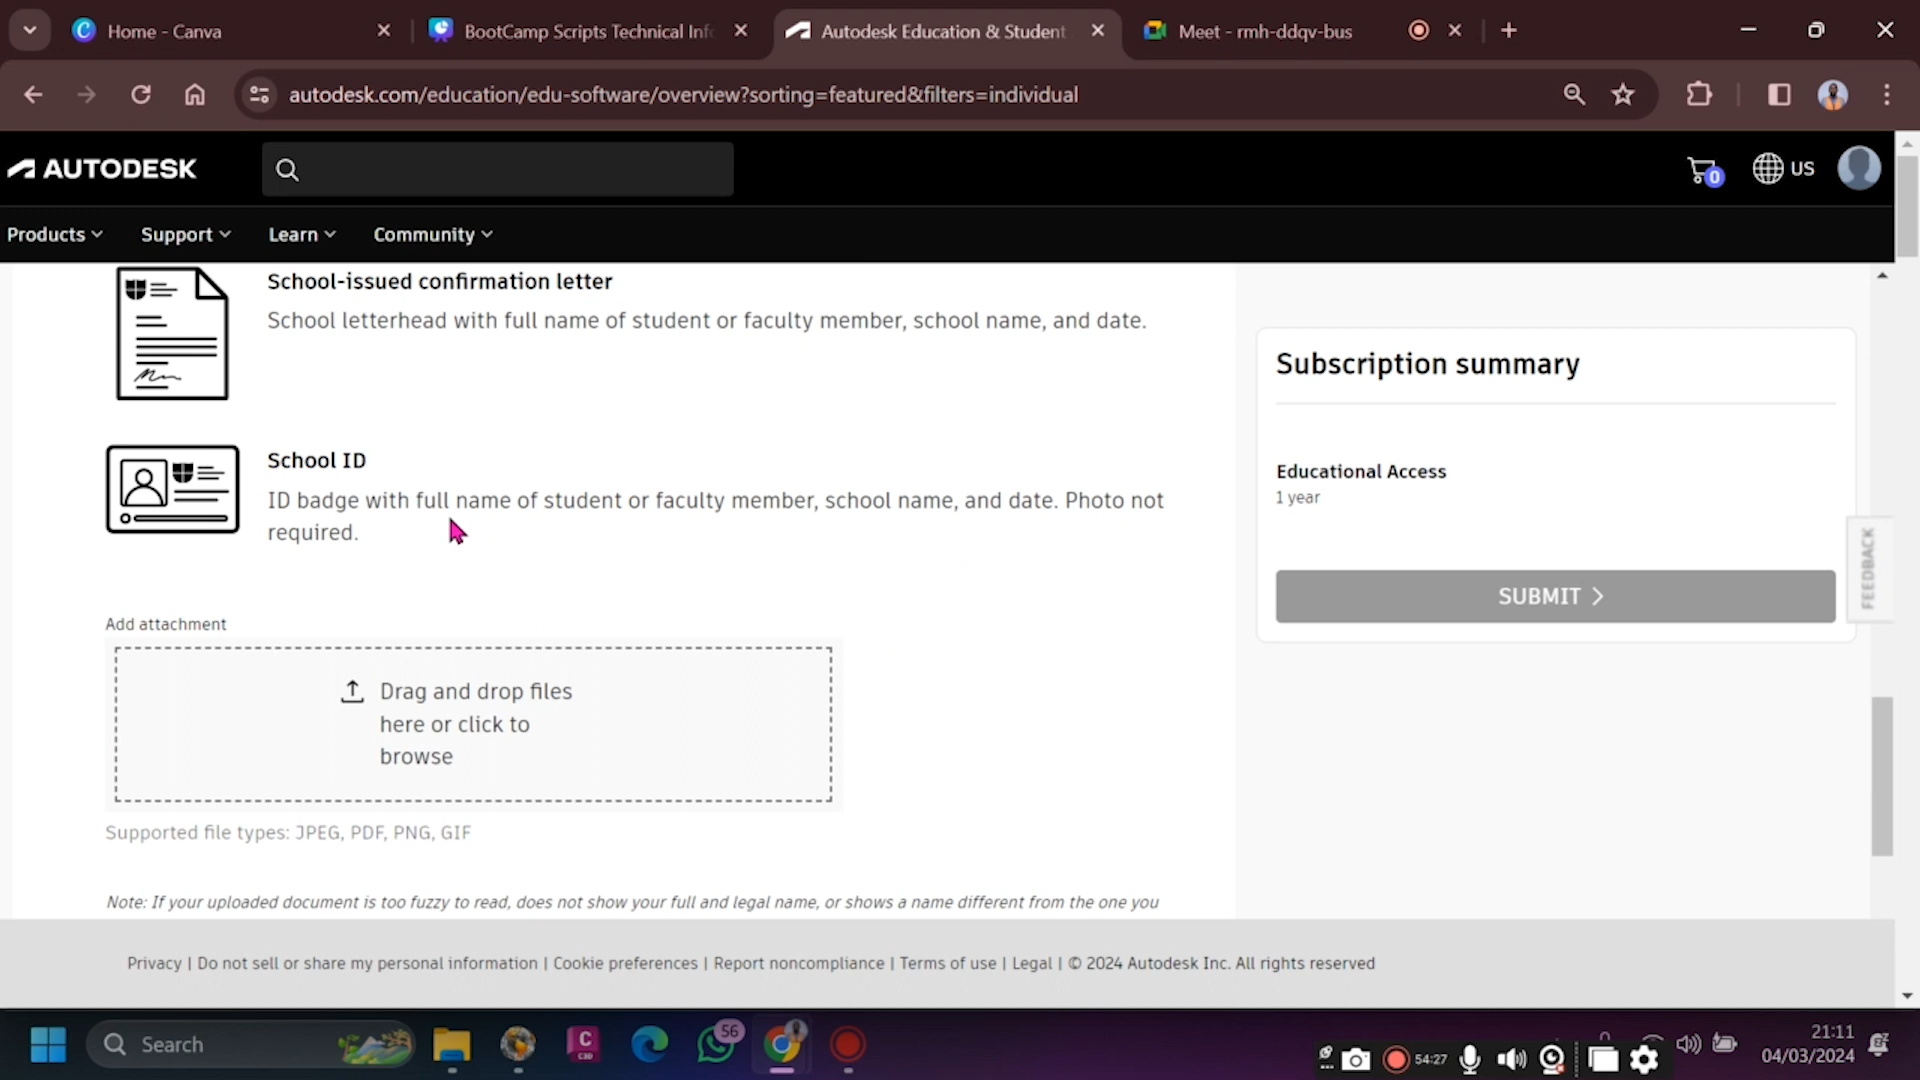 Home - Canva
BootCamp Scripts Technical Inf
Autodesk Education & Student
Meet - rmh-ddqv-bus
autodesk.com/education/edu-software/overview?sorting=featured&filters=individual
AUTODESK
0
US
Products
Support
Learn
Community
School-issued confirmation letter
School letterhead with full name of student or faculty member, school name, and date.
School ID
ID badge with full name of student or faculty member, school name, and date. Photo not
required.
Subscription summary
Educational Access
1 year
SUBMIT
FEEDBACK
Add attachment
Drag and drop files
here or click to
browse
Supported file types: JPEG, PDF, PNG, GIF
Note: If your uploaded document is too fuzzy to read, does not show your full and legal name, or shows a name different from the one you
Privacy | Do not sell or share my personal information | Cookie preferences | Report noncompliance | Terms of use | Legal | © 2024 Autodesk Inc. All rights reserved
Search
C
C3D
56
54:27
21:11
04/03/2024